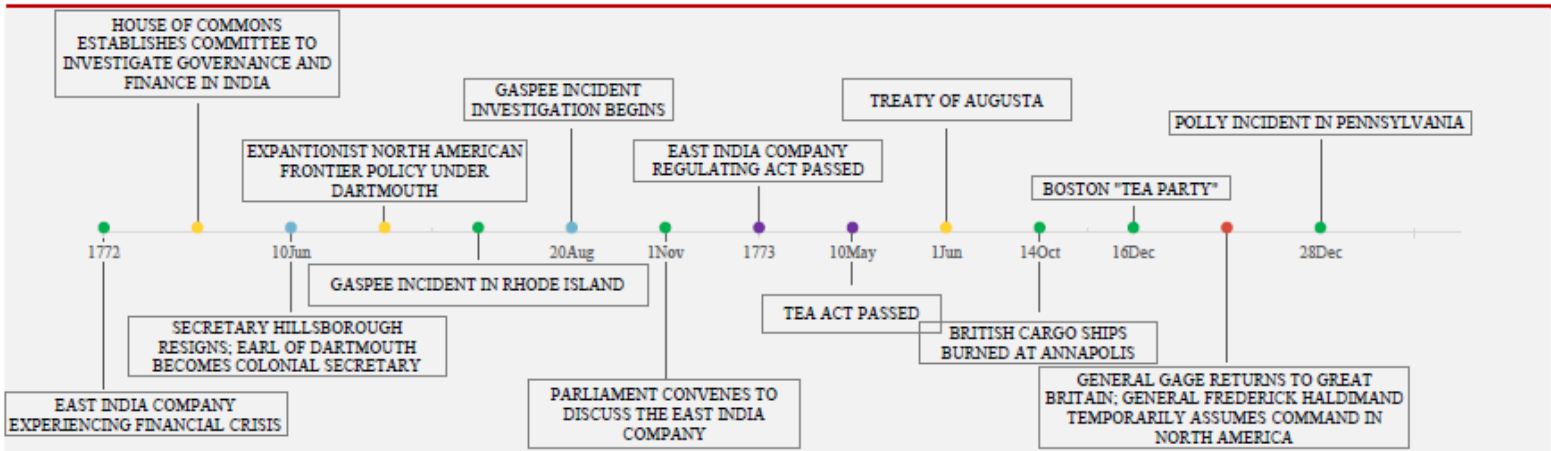 HOUSE OF COMMONS
ESTABLISHES COMMITTEE TO
INVESTIGATE GOVERNANCE AND
FINANCE IN INDIA
GASPEE INCIDENT
INVESTIGATION BEGINS
TREATY OF AUGUSTA
POLLY INCIDENT IN PENNSYLVANIA
EXPANTIONIST NORTH AMERICAN
FRONTIER POLICY UNDER
DARTMOUTH
EAST INDIA COMPANY
REGULATING ACT PASSED
BOSTON "TEA PARTY"
1772
10Jun
20Aug
1Nov
1773
10May
1Jun
14Oct
16Dec
28Dec
GASPEE INCIDENT IN RHODE ISLAND
TEA ACT PASSED
SECRETARY HILLSBOROUGH
RESIGNS; EARL OF DARTMOUTH
BECOMES COLONIAL SECRETARY
BRITISH CARGO SHIPS
BURNED AT ANNAPOLIS
EAST INDIA COMPANY
EXPERIENCING FINANCIAL CRISIS
PARLIAMENT CONVENES TO
DISCUSS THE EAST INDIA
COMPANY
GENERAL GAGE RETURNS TO GREAT
BRITAIN; GENERAL FREDERICK HALDIMAND
TEMPORARILY ASSUMES COMMAND IN
NORTH AMERICA